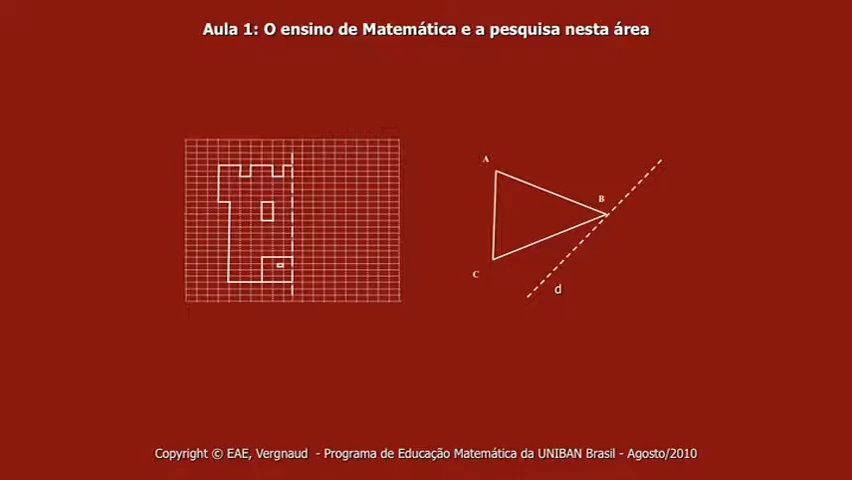 Aula 1: O ensino de Matemática e a pesquisa nesta área
A
B
C
d
Copyright © EAE, Vergnaud - Programa de Educação Matemática da UNIBAN Brasil - Agosto/2010